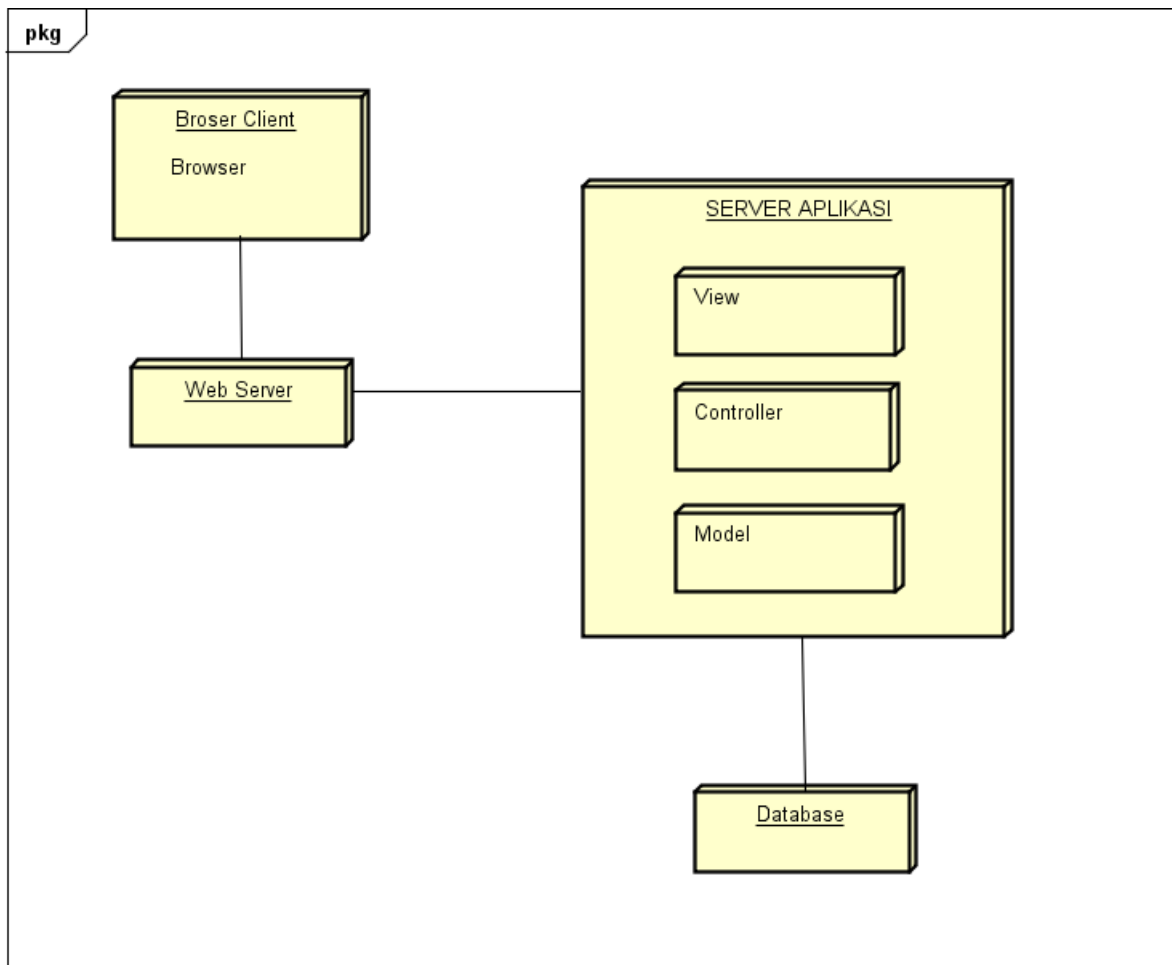 pkg
Broser Client
Browser
Web Server
SERVER APLIKASI
View
Controller
Model
Database